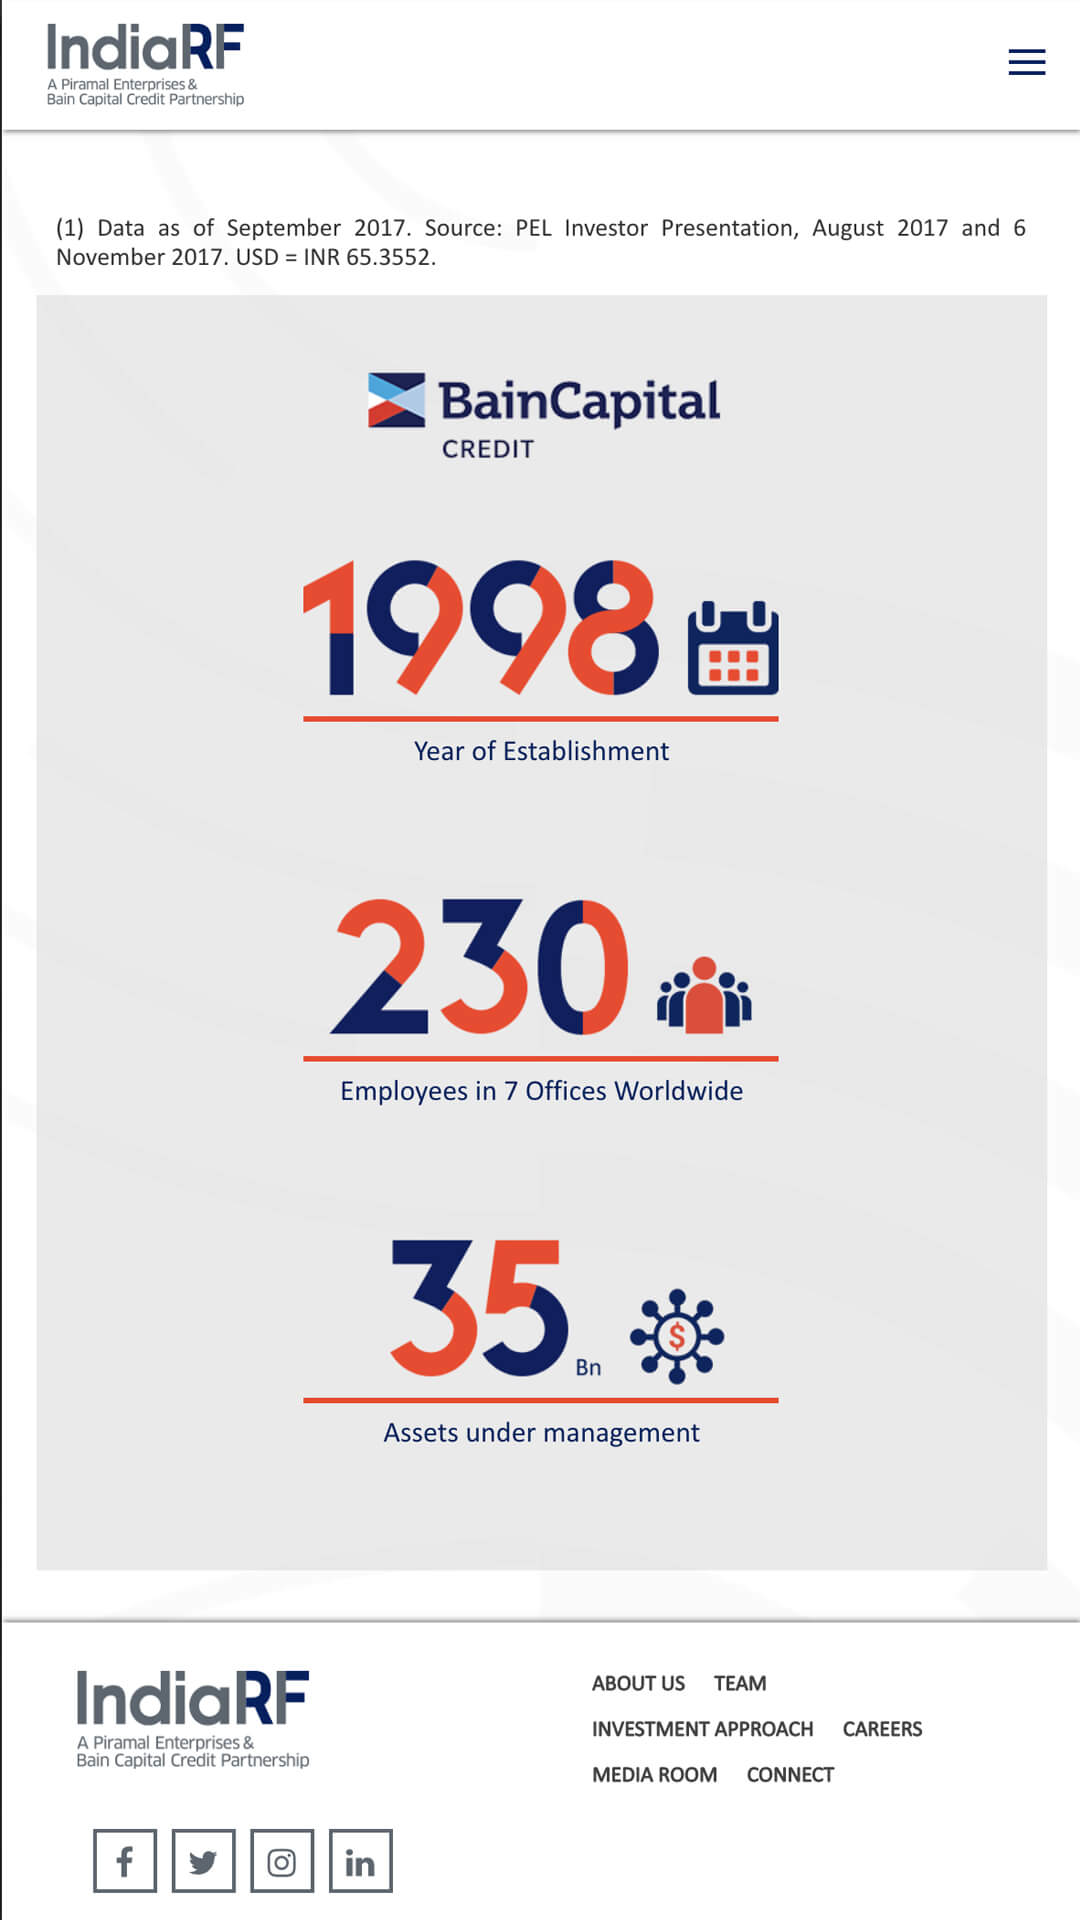 IndiaRF
A Piramal Enterprises &
Bain Capital Credit Partnership
(1) Data as of September 2017. Source: PEL Investor Presentation, August 2017 and 6
November 2017. USD = INR 65.3552.
BainCapital
CREDIT
1998
Year of Establishment
230
Employees in 7 Offices Worldwide
35 Bn $
Assets under management
IndiaRF
A Piramal Enterprises &
Bain Capital Credit Partnership
ABOUT US TEAM
INVESTMENT APPROACH CAREERS
MEDIA ROOM CONNECT
f in